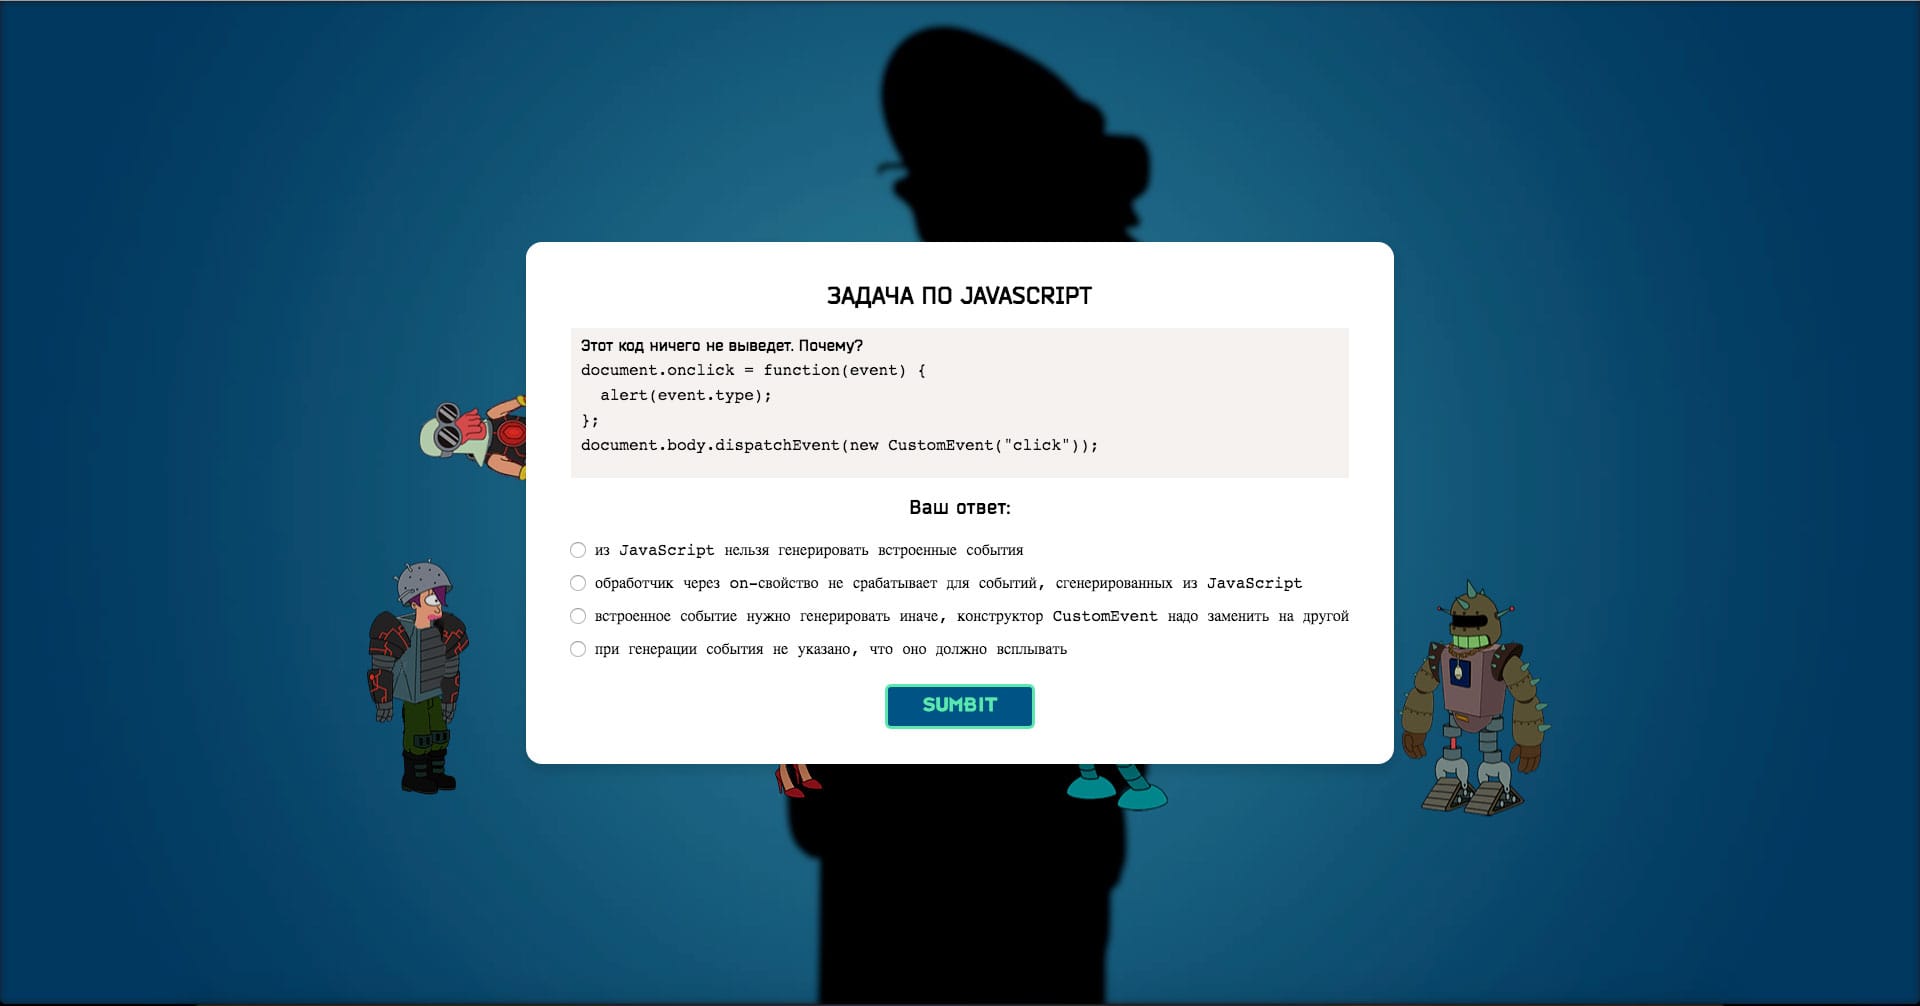 ЗАДАЧА ПО JAVASCRIPT
Этот код ничего не выведет. Почему?
document.onclick = function(event) {
  alert(event.type);
};
document.body.dispatchEvent(new CustomEvent("click"));
Ваш ответ:
из JavaScript нельзя генерировать встроенные события
обработчик через on-свойство не срабатывает для событий, сгенерированных из JavaScript
встроенное событие нужно генерировать иначе, конструктор CustomEvent надо заменить на другой
при генерации события не указано, что оно должно всплывать
SUMBIT